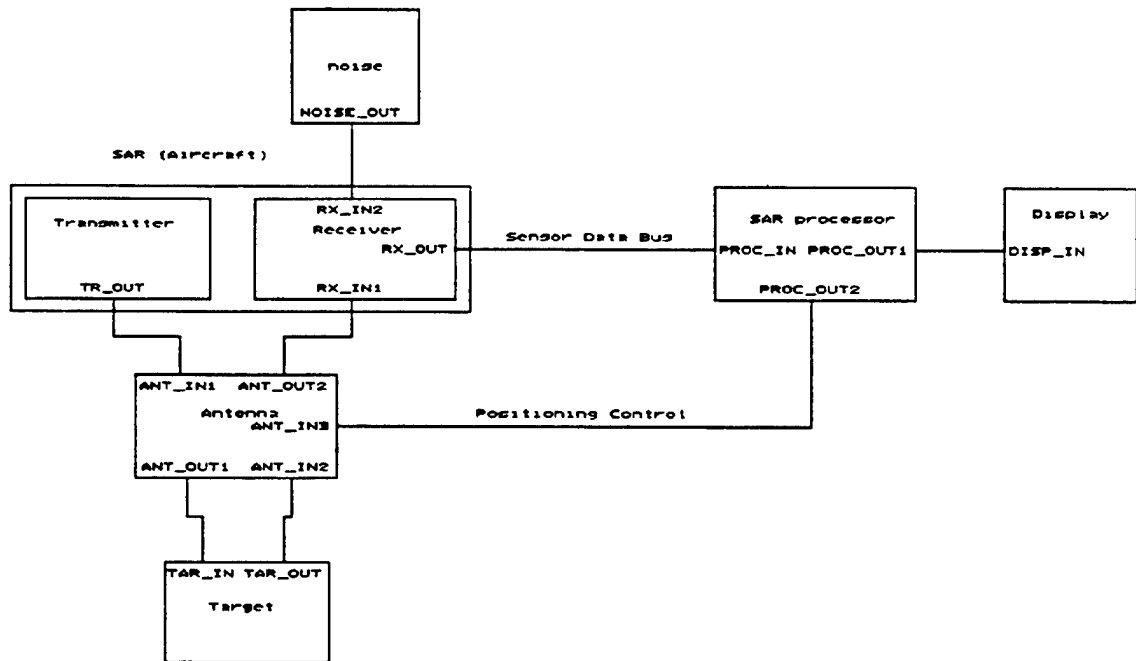 noise
NOISE_OUT
SAR (Aircraft)
Transmitter
TR_OUT
RX_IN2
Receiver
RX_OUT
RX_IN1
Sensor Data Bus
SAR processor
PROC_IN PROC_OUT1
PROC_OUT2
Display
DISP_IN
ANT_IN1 ANT_OUT2
Antenna
ANT_IN3
ANT_OUT1 ANT_IN2
Positioning Control
TAR_IN TAR_OUT
Target